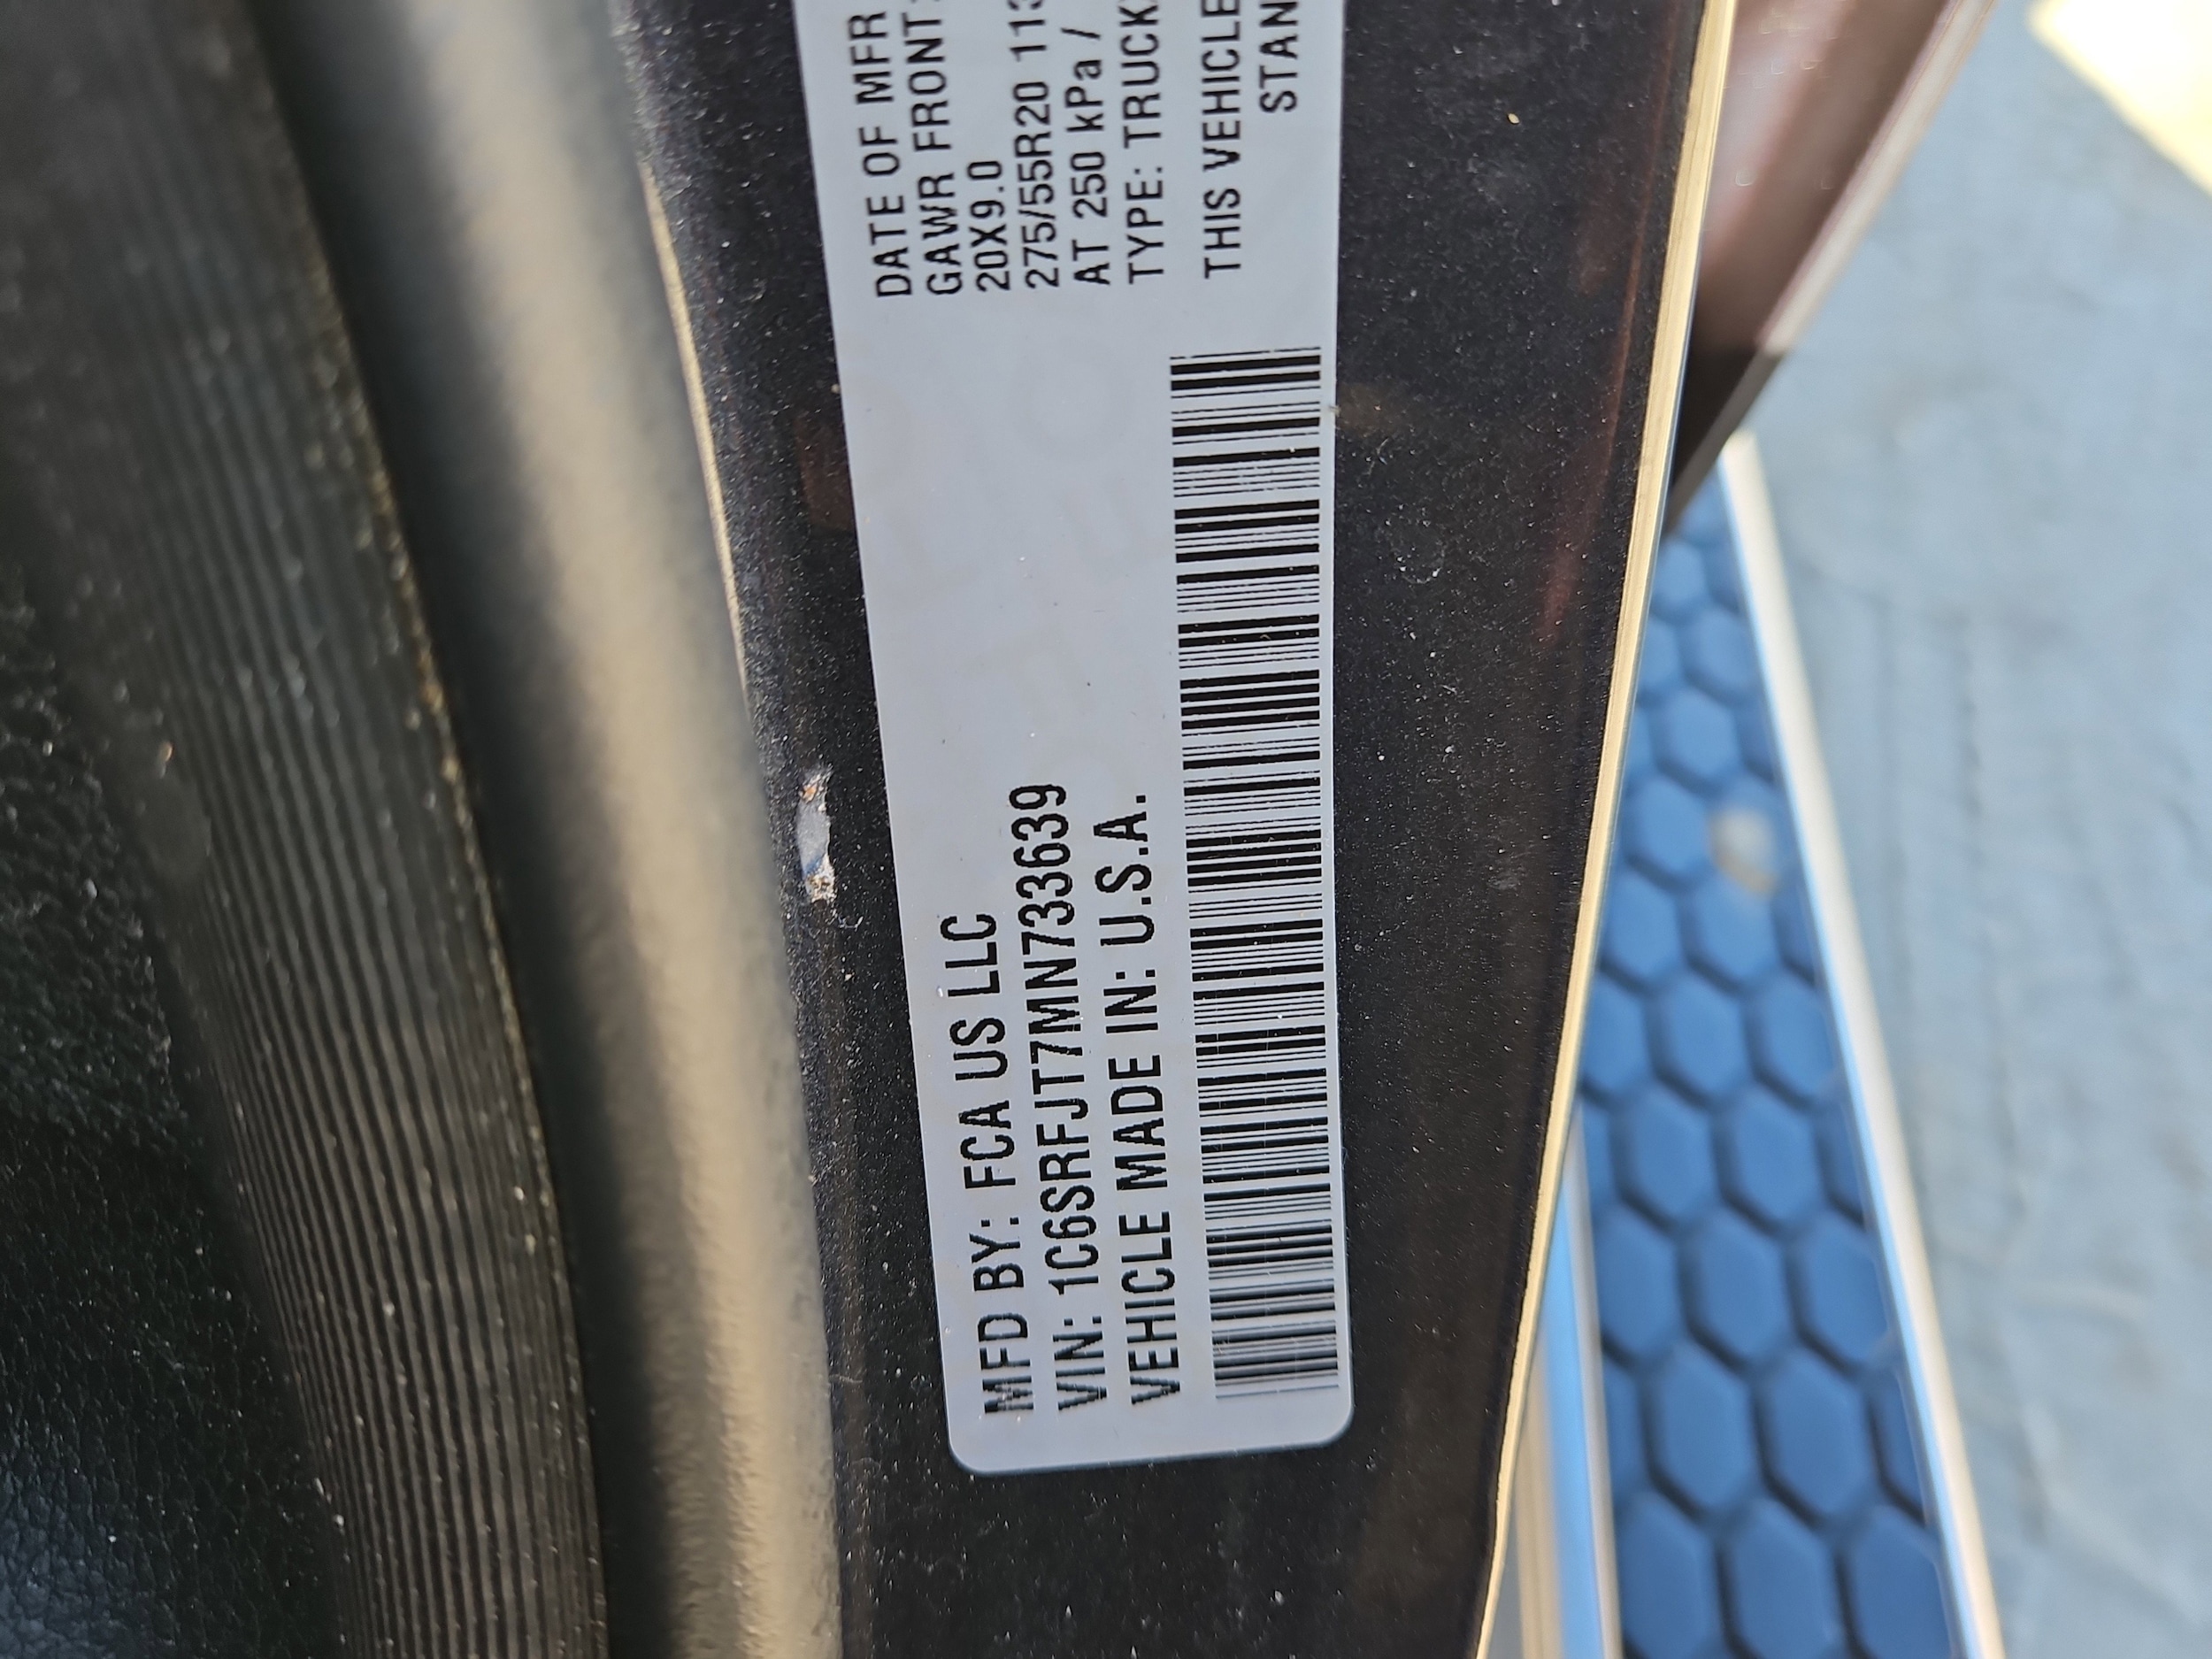 MFD BY: FCA US LLC
VIN: 1C6SRFJT7MN733639
VEHICLE MADE IN: U.S.A.
DATE OF MFR
GAWR FRONT:
20X9.0
275/55R20 113
AT 250 kPa /
TYPE: TRUCK
THIS VEHICLE
STAN